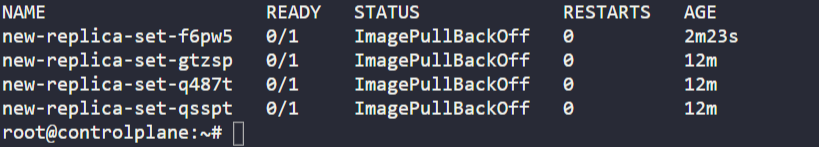 NAME READY STATUS RESTARTS AGE
new-replica-set-f6pw5 0/1 ImagePullBackOff 0 2m23s
new-replica-set-gtzsp 0/1 ImagePullBackOff 0 12m
new-replica-set-q487t 0/1 ImagePullBackOff 0 12m
new-replica-set-qsspt 0/1 ImagePullBackOff 0 12m
root@controlplane:~#